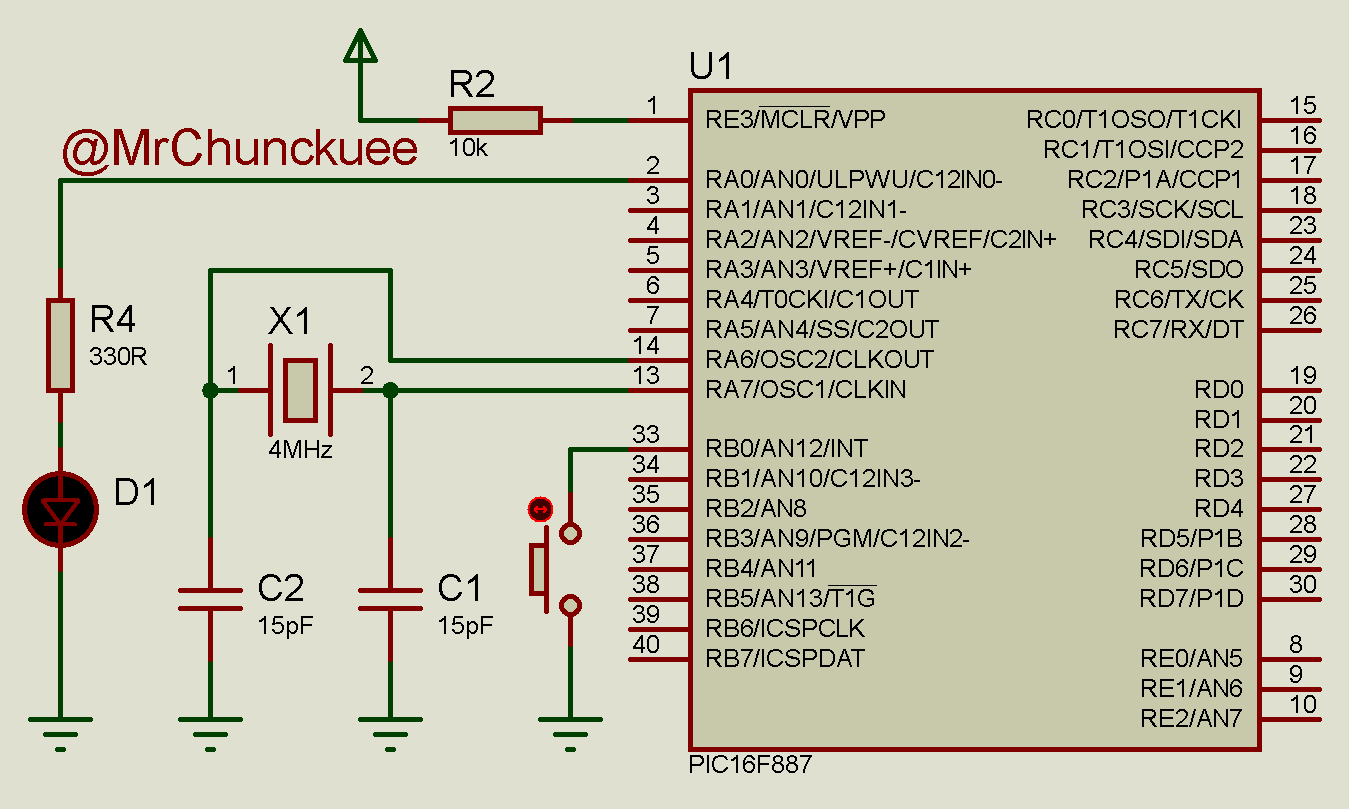 U1
R2
10k
@MrChunckuee
1 RE3/MCLR/VPP
2 RA0/AN0/ULPWU/C12IN0-
3 RA1/AN1/C12IN1-
4 RA2/AN2/VREF-/CVREF/C2IN+
5 RA3/AN3/VREF+/C1IN+
6 RA4/T0CKI/C1OUT
7 RA5/AN4/SS/C2OUT
14 RA6/OSC2/CLKOUT
13 RA7/OSC1/CLKIN
33 RB0/AN12/INT
34 RB1/AN10/C12IN3-
35 RB2/AN8
36 RB3/AN9/PGM/C12IN2-
37 RB4/AN11
38 RB5/AN13/T1G
39 RB6/ICSPCLK
40 RB7/ICSPDAT
RC0/T1OSO/T1CKI 15
RC1/T1OSI/CCP2 16
RC2/P1A/CCP1 17
RC3/SCK/SCL 18
RC4/SDI/SDA 23
RC5/SDO 24
RC6/TX/CK 25
RC7/RX/DT 26
RD0 19
RD1 20
RD2 21
RD3 22
RD4 27
RD5/P1B 28
RD6/P1C 29
RD7/P1D 30
RE0/AN5 8
RE1/AN6 9
RE2/AN7 10
PIC16F887
R4
330R
X1
1 2
4MHz
D1
C2
15pF
C1
15pF